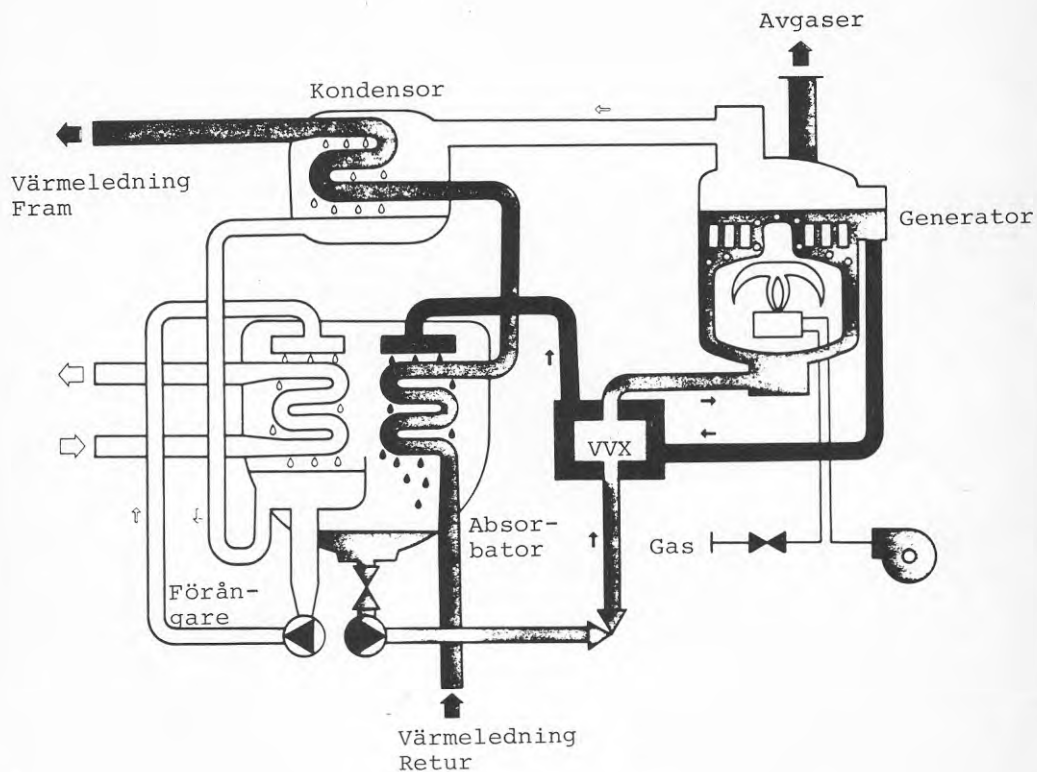 Avgaser
Kondensor
Värmeledning
Fram
Generator
VVX
Absor-
bator
Gas
Förån-
gare
Värmeledning
Retur